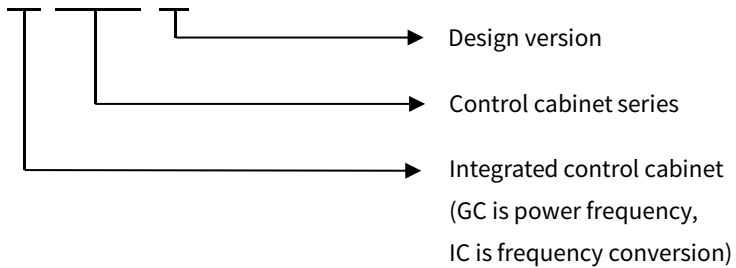 Design version
Control cabinet series
Integrated control cabinet
(GC is power frequency,
IC is frequency conversion)